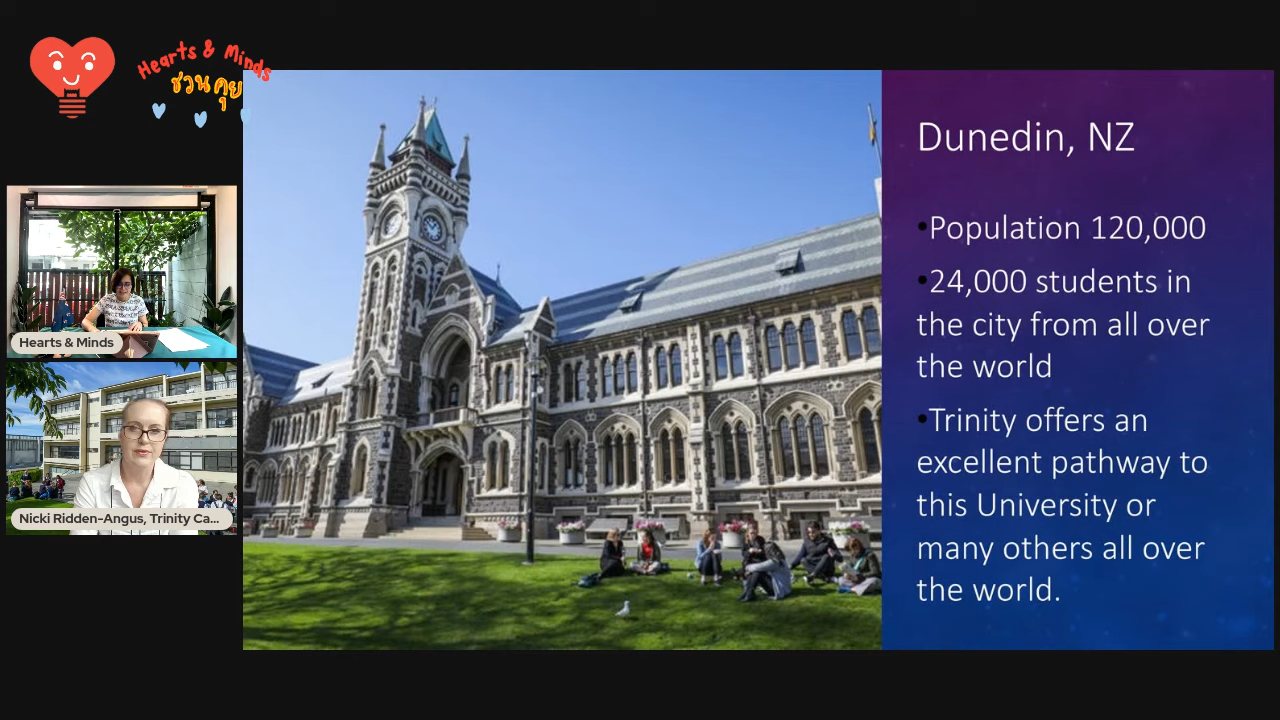 Hearts & Minds
ชวนคุย
Hearts & Minds
Nicki Ridden-Angus, Trinity Ca...
Dunedin, NZ
•Population 120,000
•24,000 students in
the city from all over
the world
•Trinity offers an
excellent pathway to
this University or
many others all over
the world.